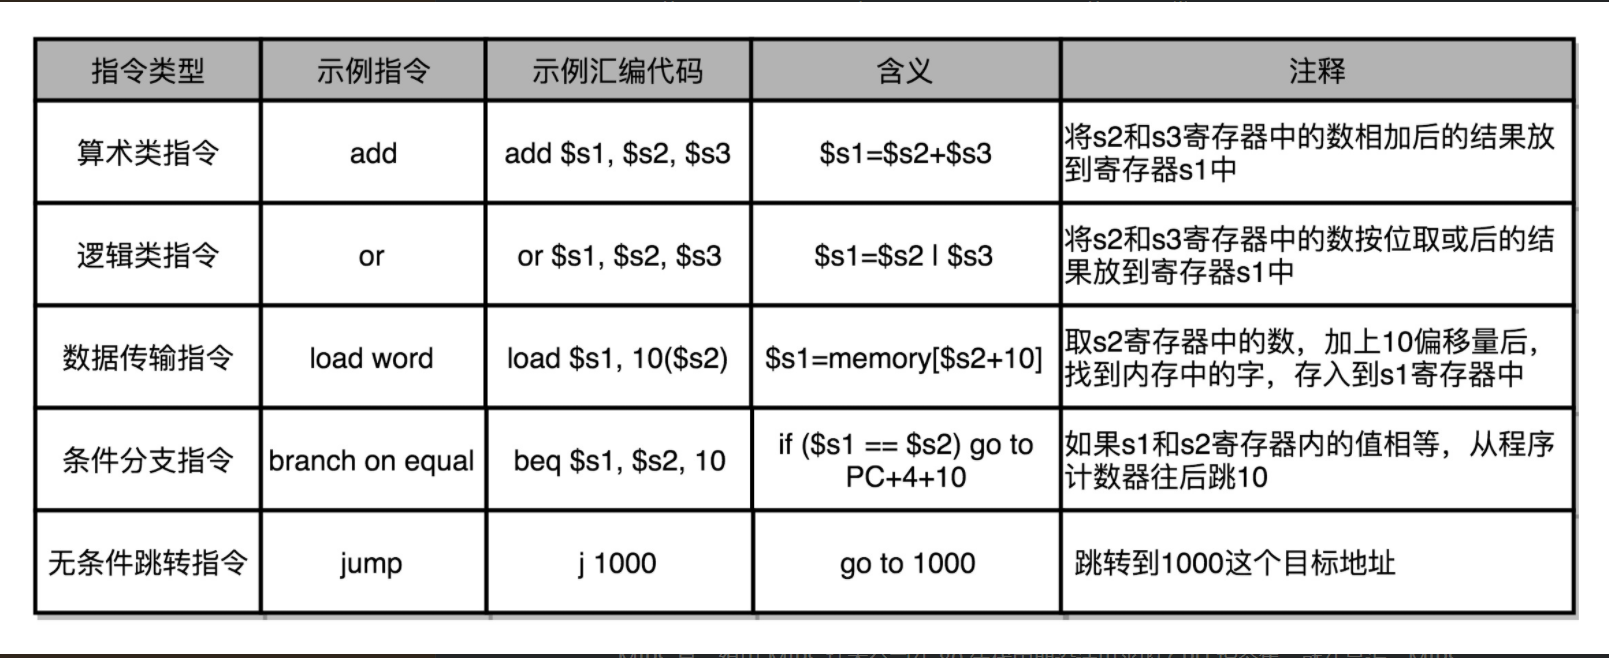 指令类型 示例指令 示例汇编代码 含义 注释
算术类指令 add add $s1, $s2, $s3 $s1=$s2+$s3 将s2和s3寄存器中的数相加后的结果放
到寄存器s1中
逻辑类指令 or or $s1, $s2, $s3 $s1=$s2 | $s3 将s2和s3寄存器中的数按位取或后的结
果放到寄存器s1中
数据传输指令 load word load $s1, 10($s2) $s1=memory[$s2+10] 取s2寄存器中的数，加上10偏移量后，
找到内存中的字，存入到s1寄存器中
条件分支指令 branch on equal beq $s1, $s2, 10 if ($s1 == $s2) go to
PC+4+10
如果s1和s2寄存器内的值相等，从程序
计数器往后跳10
无条件跳转指令 jump j 1000 go to 1000 跳转到1000这个目标地址